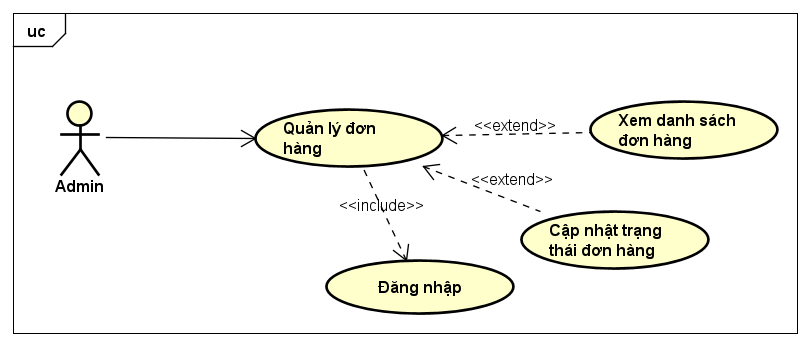 uc
Quản lý đơn
hàng
<<extend>>
Xem danh sách
đơn hàng
Admin
<<extend>>
<<include>>
Cập nhật trạng
thái đơn hàng
Đăng nhập